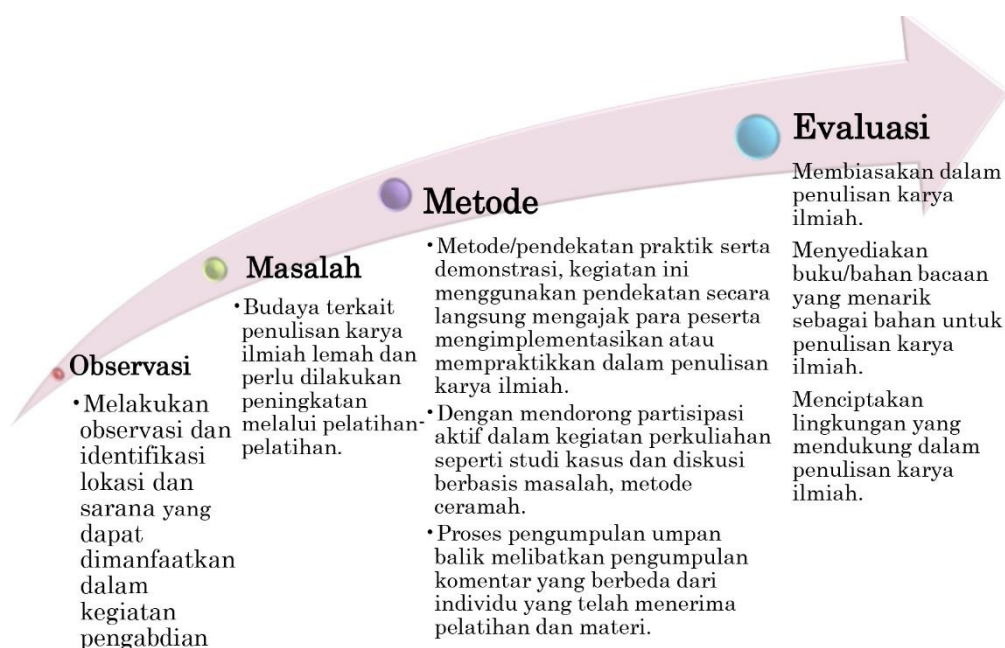 Observasi
•Melakukan
observasi dan
identifikasi
lokasi dan
sarana yang
dapat
dimanfaatkan
dalam
kegiatan
pengabdian
Masalah
•Budaya terkait
penulisan karya
ilmiah lemah dan
perlu dilakukan
peningkatan
melalui pelatihan-
pelatihan.
Metode
•Metode/pendekatan praktik serta
demonstrasi, kegiatan ini
menggunakan pendekatan secara
langsung mengajak para peserta
mengimplementasikan atau
mempraktikkan dalam penulisan
karya ilmiah.
•Dengan mendorong partisipasi
aktif dalam kegiatan perkuliahan
seperti studi kasus dan diskusi
berbasis masalah, metode
ceramah.
•Proses pengumpulan umpan
balik melibatkan pengumpulan
komentar yang berbeda dari
individu yang telah menerima
pelatihan dan materi.
Evaluasi
Membiasakan dalam
penulisan karya
ilmiah.
Menyediakan
buku/bahan bacaan
yang menarik
sebagai bahan untuk
penulisan karya
ilmiah.
Menciptakan
lingkungan yang
mendukung dalam
penulisan karya
ilmiah.